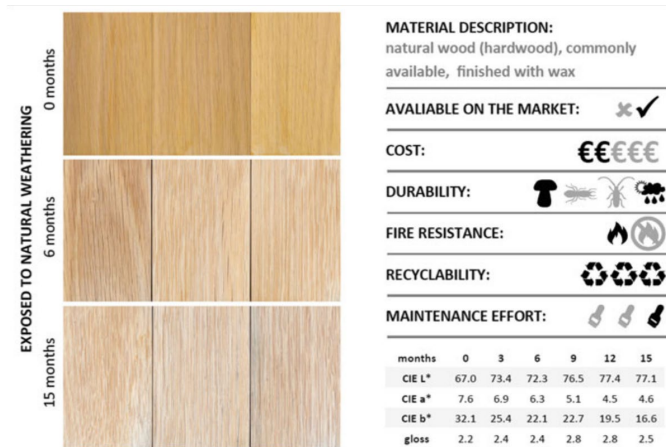 EXPOSED TO NATURAL WEATHERING
0 months
6 months
15 months
MATERIAL DESCRIPTION:
natural wood (hardwood), commonly
available, finished with wax
AVALIABLE ON THE MARKET:
COST: €€€€€
DURABILITY:
FIRE RESISTANCE:
RECYCLABILITY:
MAINTENANCE EFFORT:
months 0 3 6 9 12 15
CIE L* 67.0 73.4 72.3 76.5 77.4 77.1
CIE a* 7.6 6.9 6.3 5.1 4.5 4.6
CIE b* 32.1 25.4 22.1 22.7 19.5 16.6
gloss 2.2 2.4 2.4 2.8 2.8 2.5